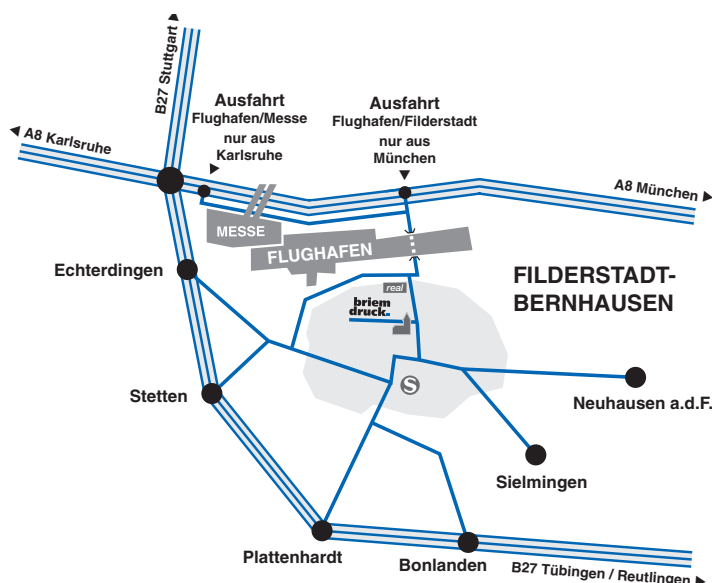 B27 Stuttgart
A8 Karlsruhe
Ausfahrt
Flughafen/Messe
nur aus
Karlsruhe
Ausfahrt
Flughafen/Filderstadt
nur aus
München
A8 München
MESSE
FLUGHAFEN
Echterdingen
real
briem
druck.
FILDERSTADT-
BERNHAUSEN
S
Stetten
Neuhausen a.d.F.
Sielmingen
Plattenhardt
Bonlanden
B27 Tübingen / Reutlingen